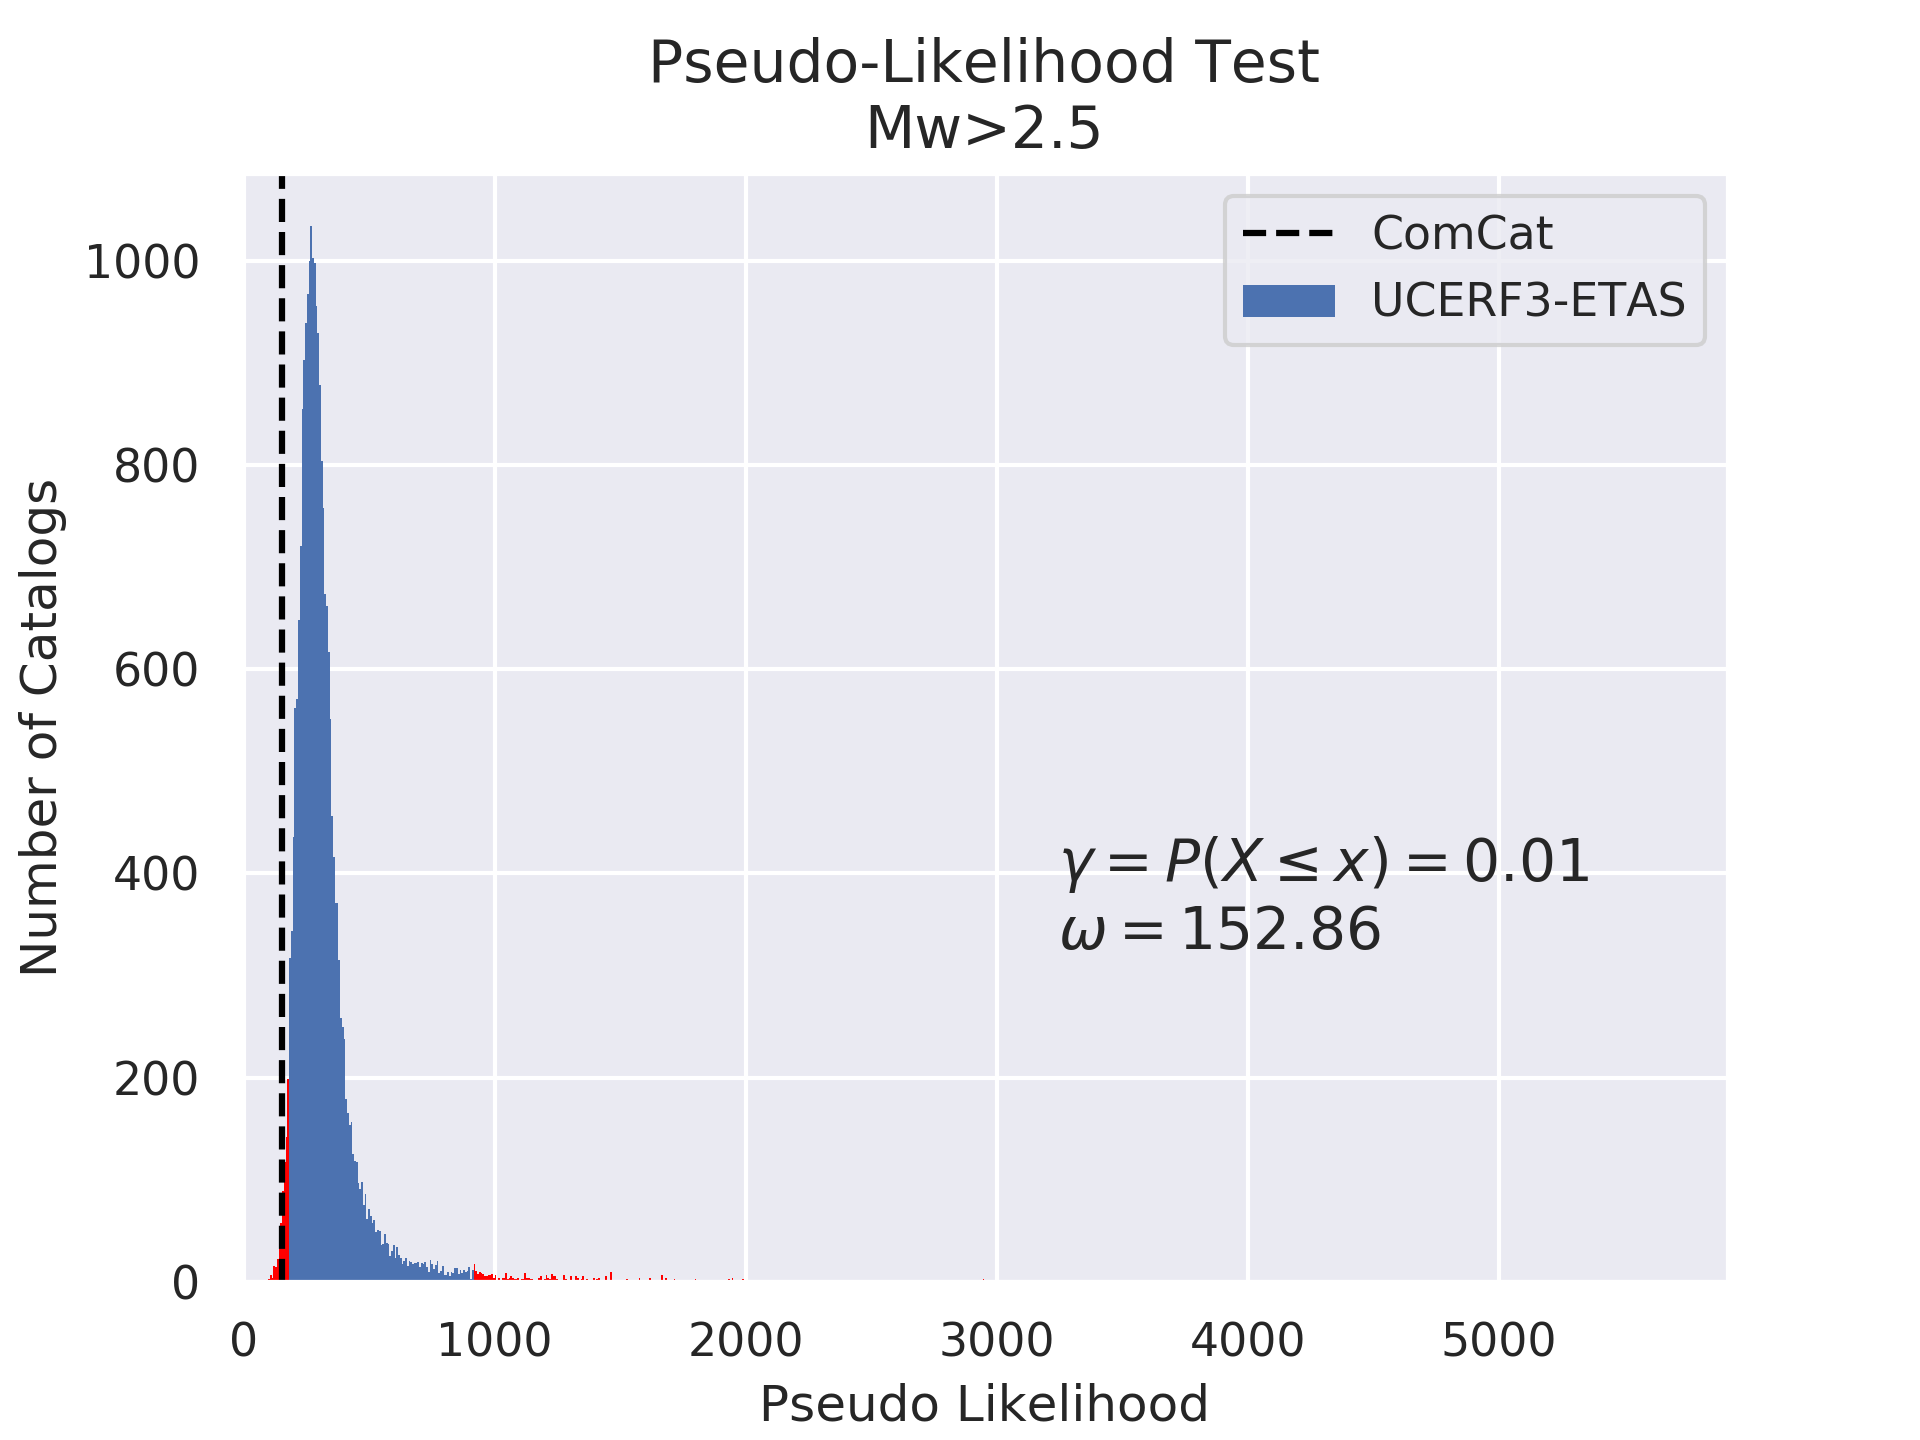 Pseudo-Likelihood Test
Mw>2.5
ComCat
UCERF3-ETAS
1000
800
600
400
200
0
Number of Catalogs
γ = P(X ≤ x) = 0.01
ω = 152.86
0 1000 2000 3000 4000 5000
Pseudo Likelihood